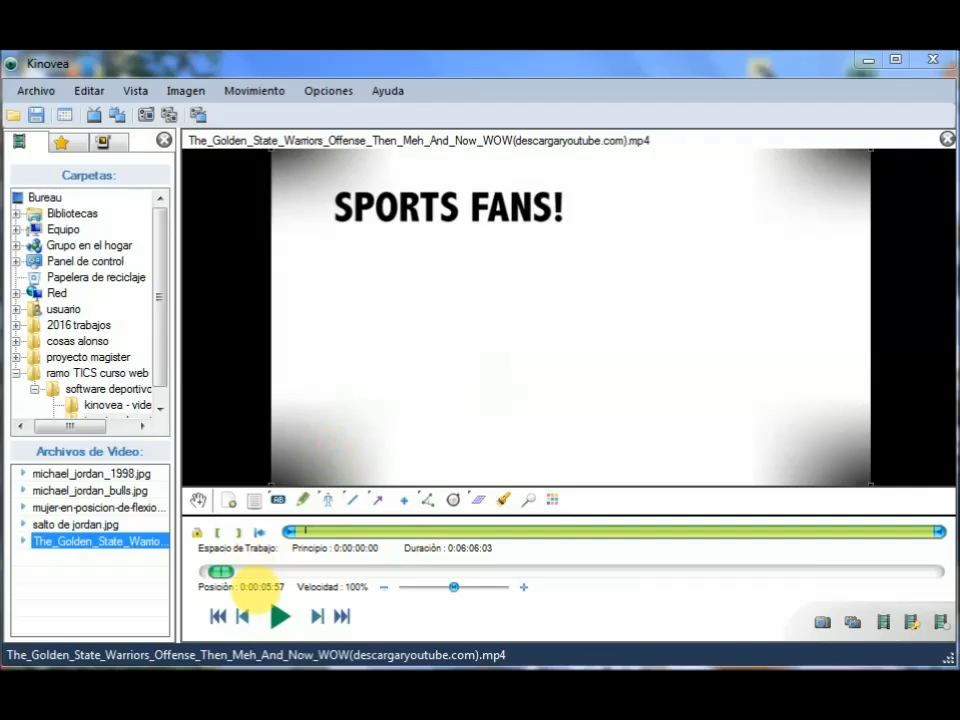 Kinovea
Archivo Editar Vista Imagen Movimiento Opciones Ayuda
The_Golden_State_Warriors_Offense_Then_Meh_And_Now_WOW(descargaryoutube.com).mp4
Carpetas:
Bureau
Bibliotecas
Equipo
Grupo en el hogar
Panel de control
Papelera de reciclaje
Red
usuario
2016 trabajos
cosas alonso
proyecto magister
ramo TICS curso web
software deportivo
kinovea - vide
SPORTS FANS!
Archivos de Video:
michael_jordan_1998.jpg
michael_jordan_bulls.jpg
mujer-en-posicion-de-flexio...
salto de jordan.jpg
The_Golden_State_Warrio...
Espacio de Trabajo: Principio : 0:00:00:00 Duración : 0:06:06:03
Posición : 0:00:05:57 Velocidad : 100%
The_Golden_State_Warriors_Offense_Then_Meh_And_Now_WOW(descargaryoutube.com).mp4